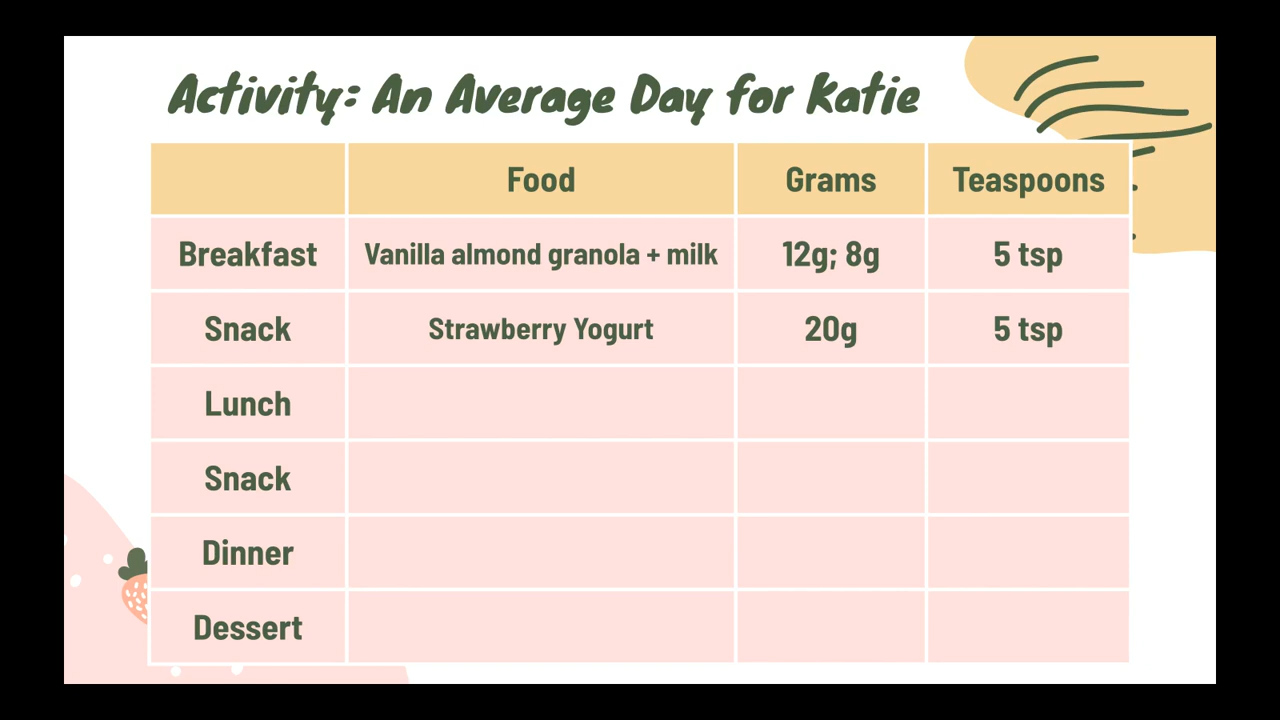 Activity: An Average Day for Katie
Food Grams Teaspoons
Breakfast Vanilla almond granola + milk 12g; 8g 5 tsp
Snack Strawberry Yogurt 20g 5 tsp
Lunch
Snack
Dinner
Dessert